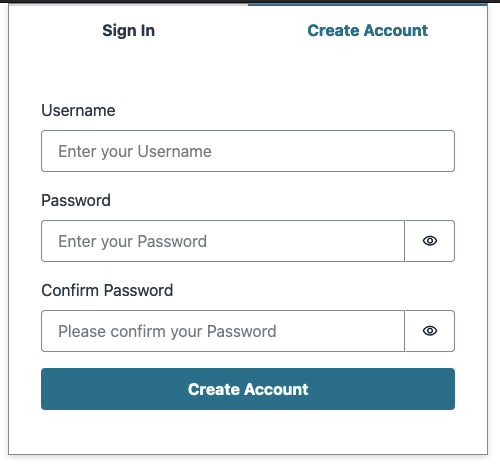 Sign In
Create Account
Username
Enter your Username
Password
Enter your Password
Confirm Password
Please confirm your Password
Create Account